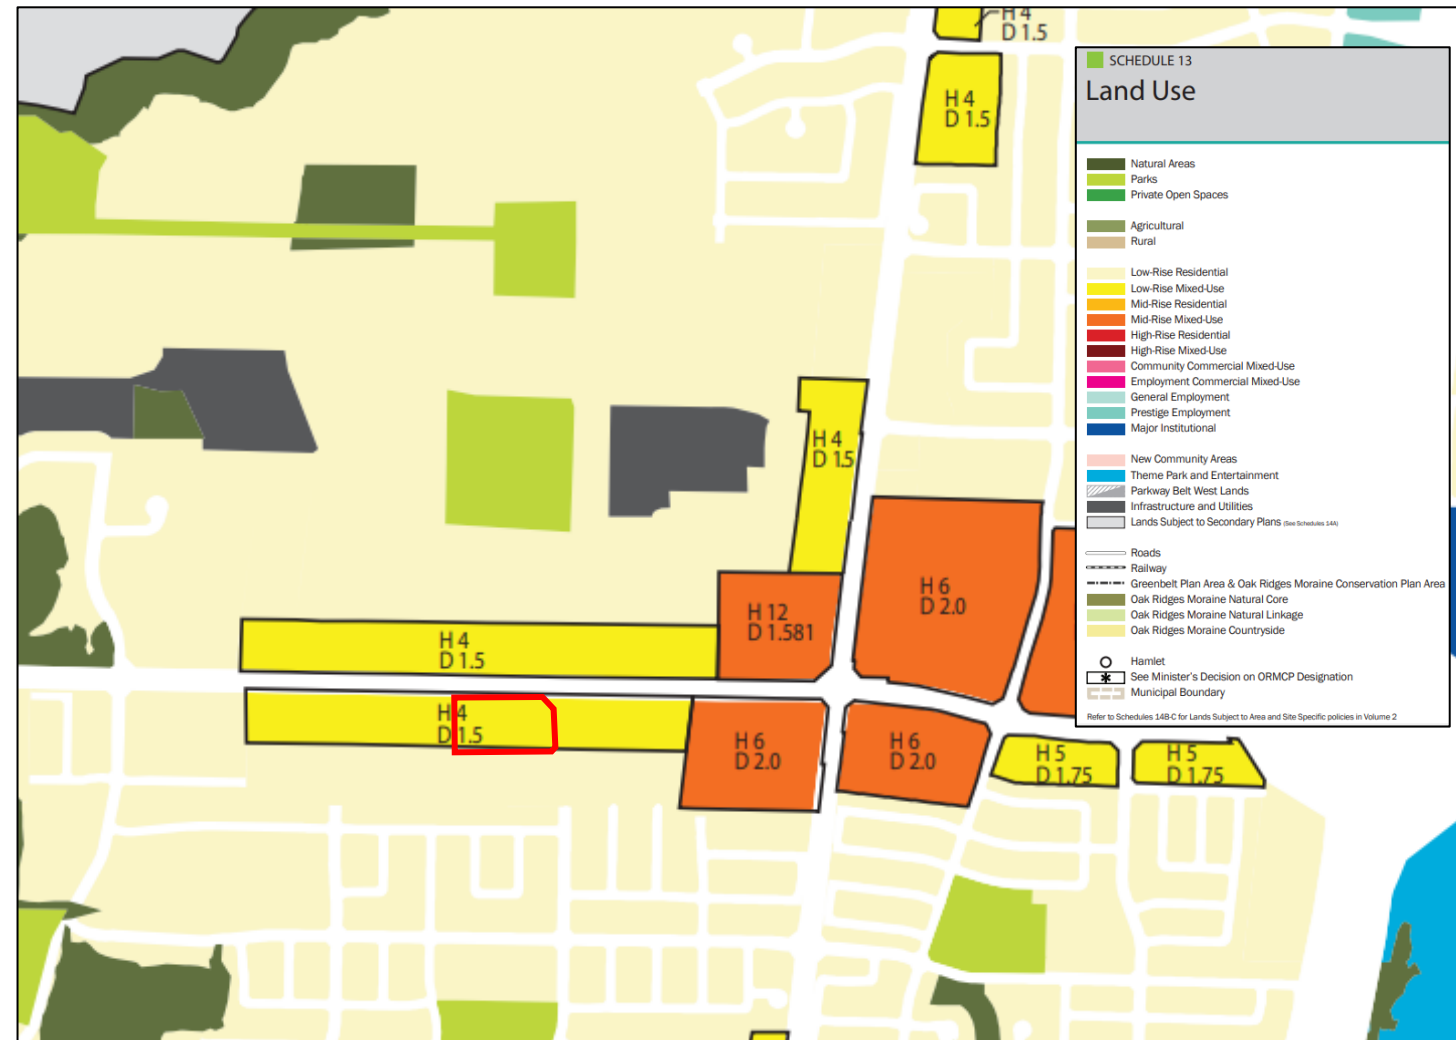 H 4
D 1.5
H 4
D 1.5
SCHEDULE 13
Land Use
Natural Areas
Parks
Private Open Spaces
Agricultural
Rural
Low-Rise Residential
Low-Rise Mixed-Use
Mid-Rise Residential
Mid-Rise Mixed-Use
High-Rise Residential
High-Rise Mixed-Use
Community Commercial Mixed-Use
Employment Commercial Mixed-Use
General Employment
Prestige Employment
Major Institutional
New Community Areas
Theme Park and Entertainment
Parkway Belt West Lands
Infrastructure and Utilities
Lands Subject to Secondary Plans (See Schedules 14A)
Roads
Railway
Greenbelt Plan Area & Oak Ridges Moraine Conservation Plan Area
Oak Ridges Moraine Natural Core
Oak Ridges Moraine Natural Linkage
Oak Ridges Moraine Countryside
Hamlet
See Minister's Decision on ORMCP Designation
Municipal Boundary
Refer to Schedules 14B-C for Lands Subject to Area and Site Specific policies in Volume 2
H 4
D 1.5
H 6
D 2.0
H 12
D 1.581
H 4
D 1.5
H 4
D 1.5
H 6
D 2.0
H 6
D 2.0
H 5
D 1.75
H 5
D 1.75